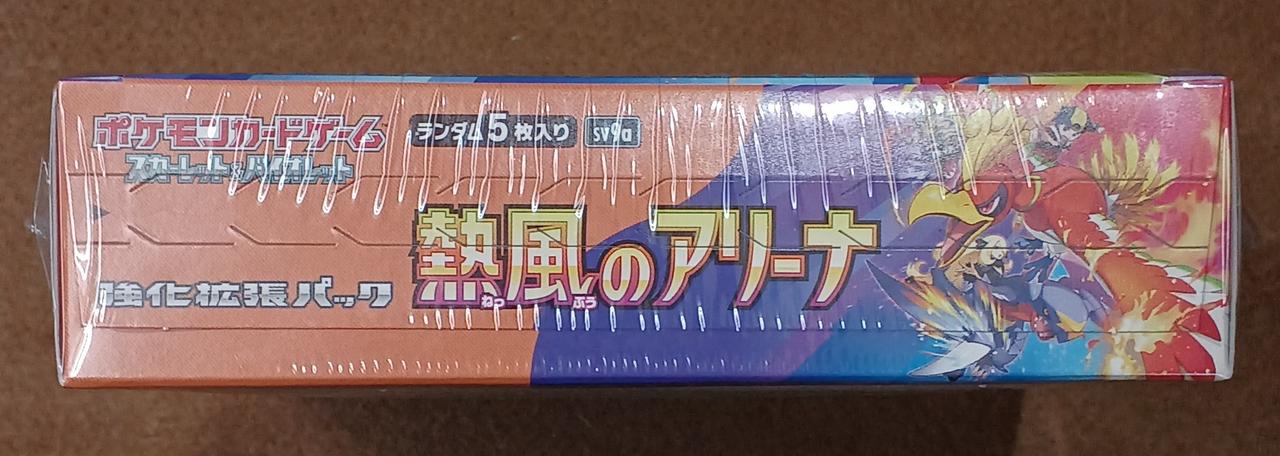 ポケモンカードゲーム
スカーレット&バイオレット
ランダム5枚入り
sv9a
熱風のアリーナ
ねっぷう
強化拡張パック